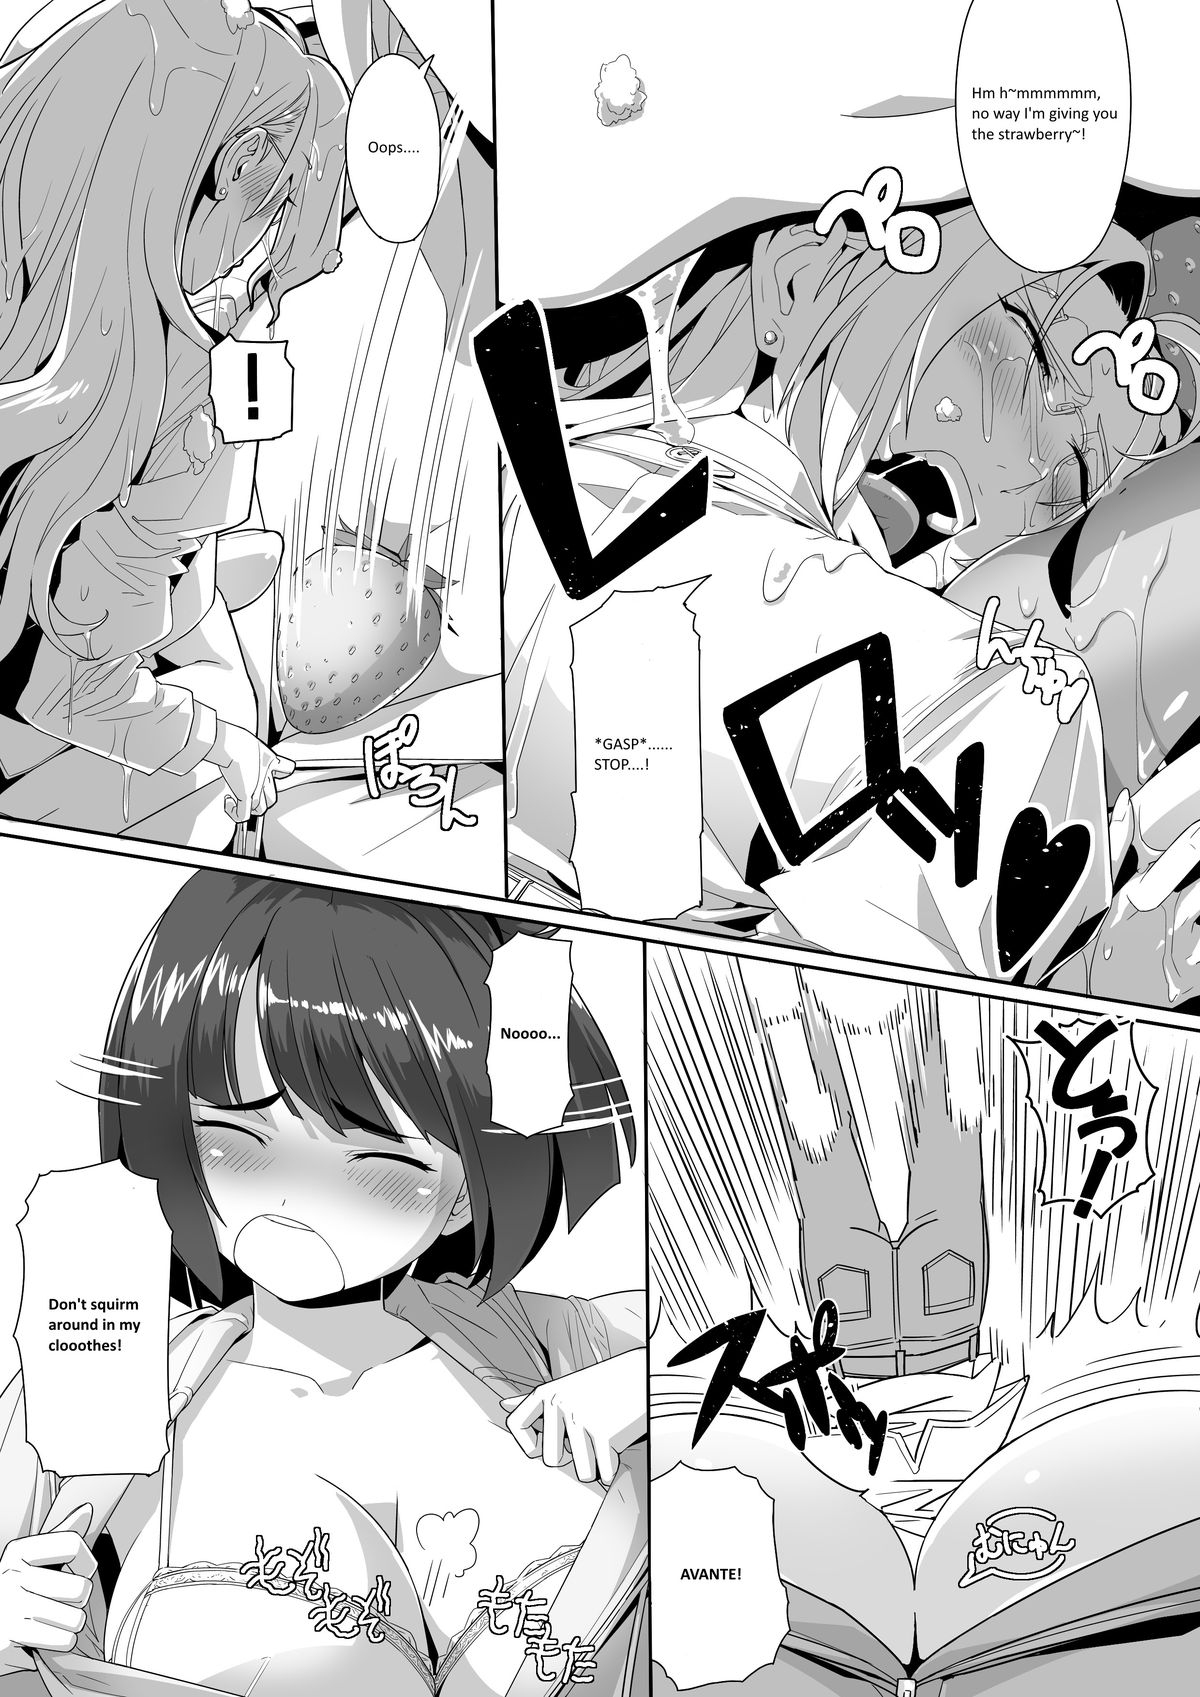 Hm h~mmmmmm,
no way I'm giving you
the strawberry~!
ペロ
ペロ
んちゅ
レロッ
*GASP*......
STOP....!
Oops....
!
ぽろん
どっ!
スポッ
むにゅん
AVANTE!
Noooo...
Don't squirm
around in my
clooothes!
もぞ
もぞ
もた
もた